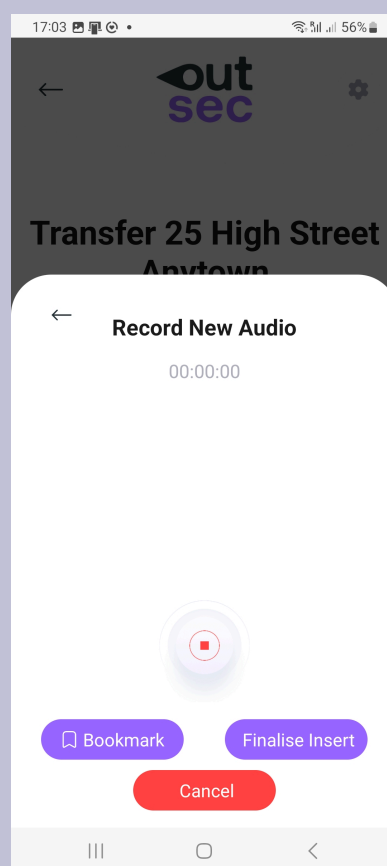 17:03 56%
out
sec
Transfer 25 High Street
Anytown
Record New Audio
00:00:00
Bookmark Finalise Insert
Cancel